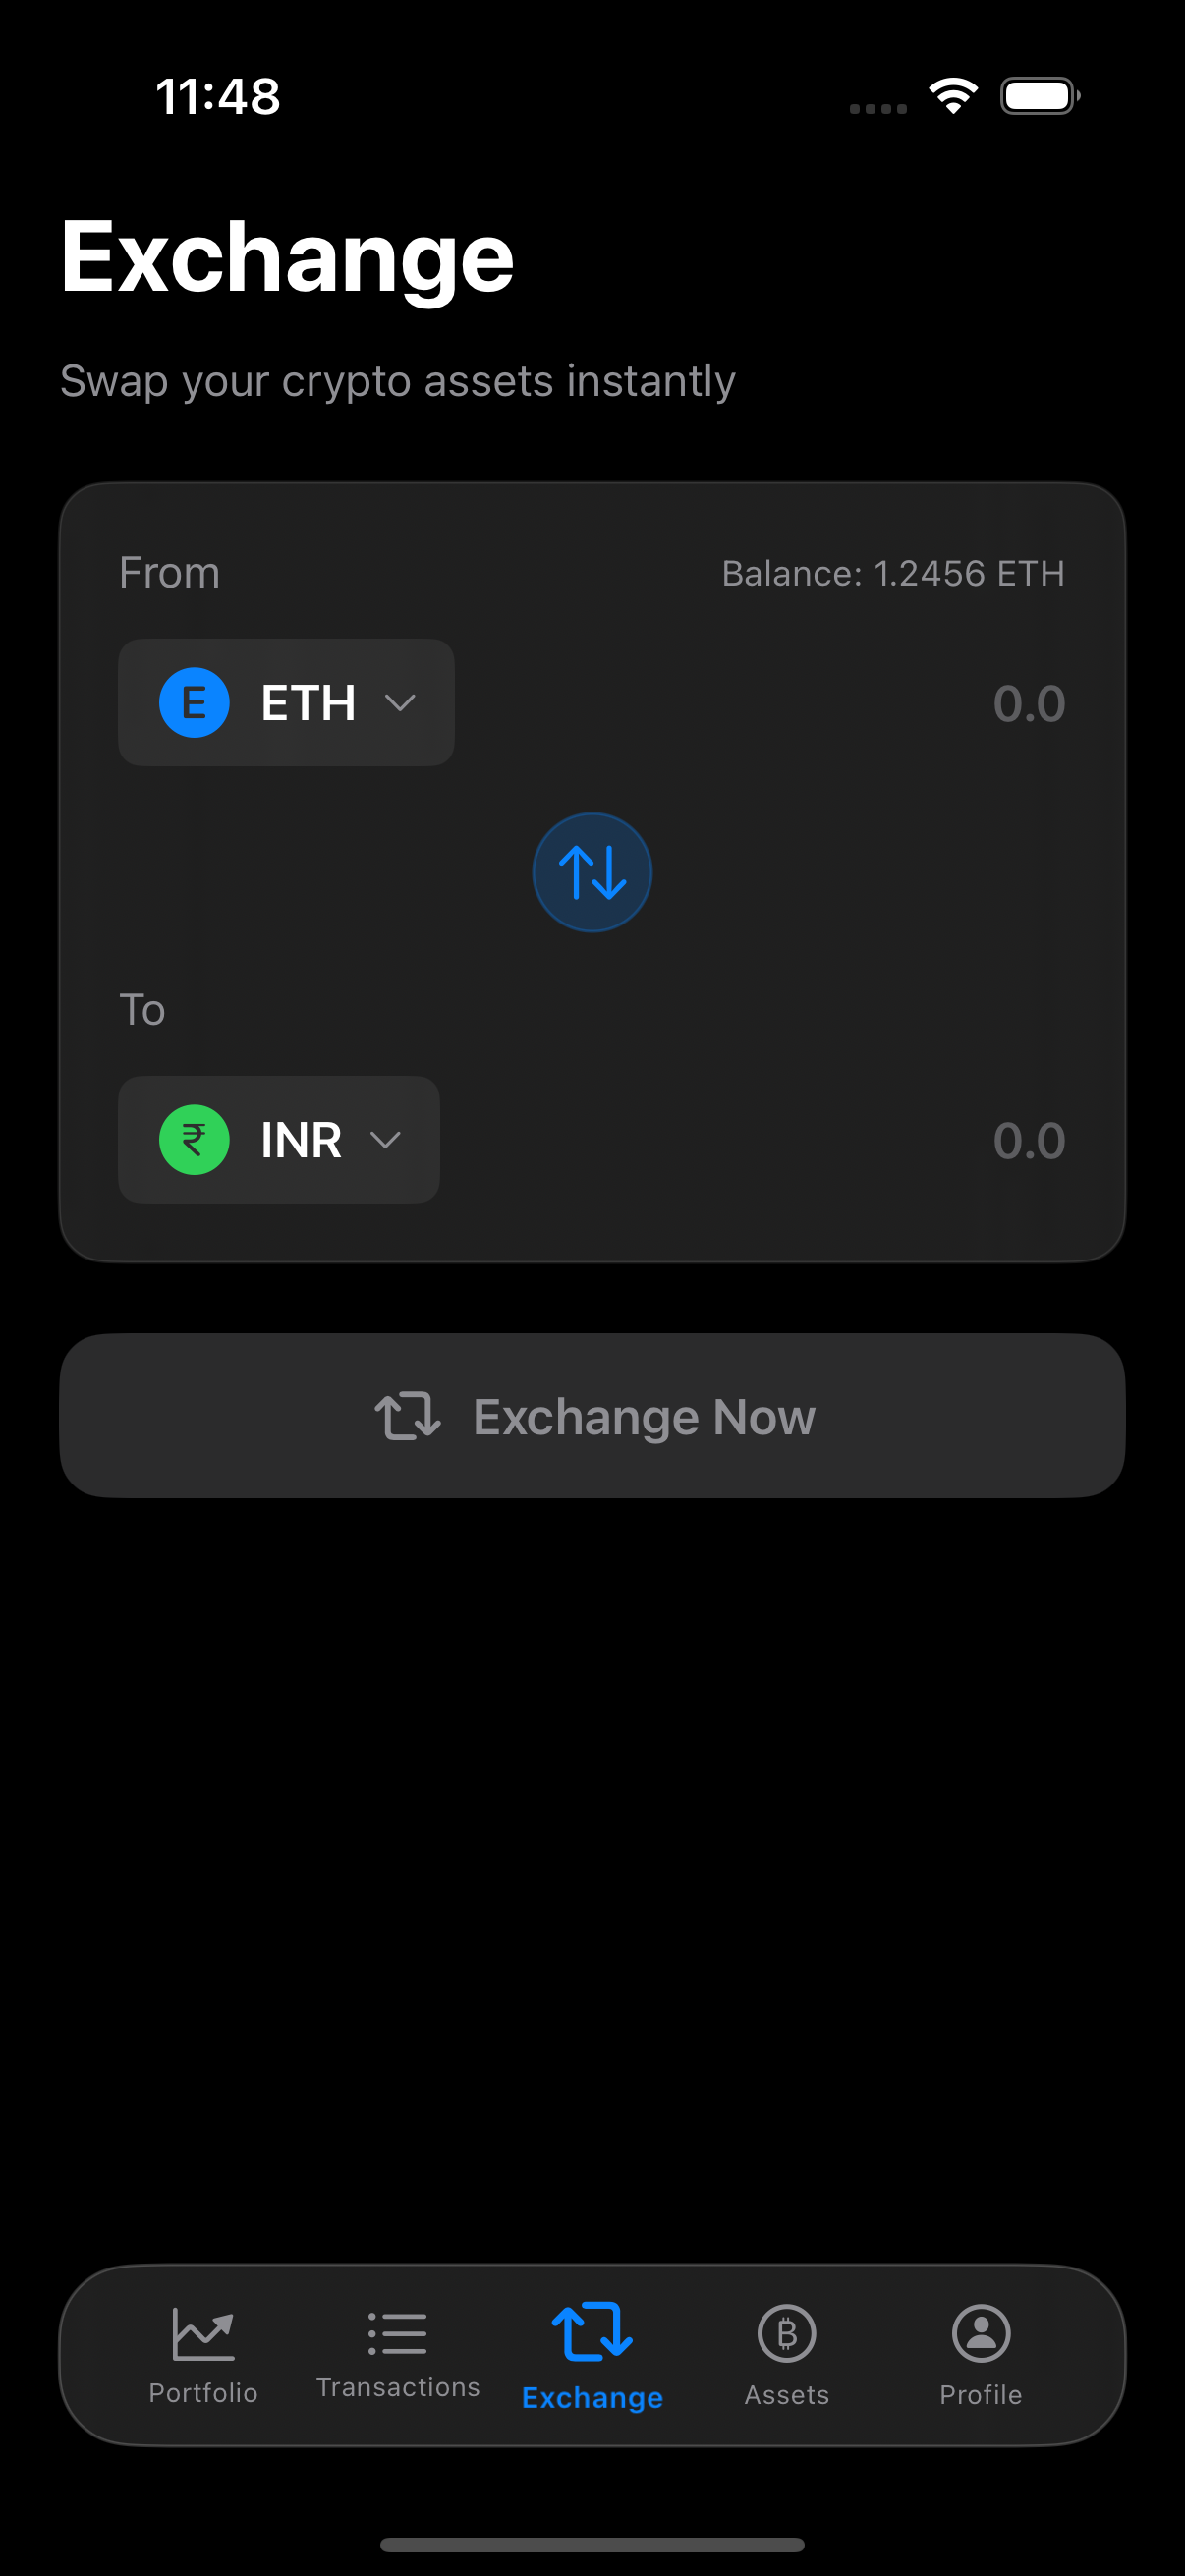 11:48
Exchange
Swap your crypto assets instantly
From
Balance: 1.2456 ETH
E ETH
0.0
To
₹ INR
0.0
Exchange Now
Portfolio
Transactions
Exchange
Assets
Profile